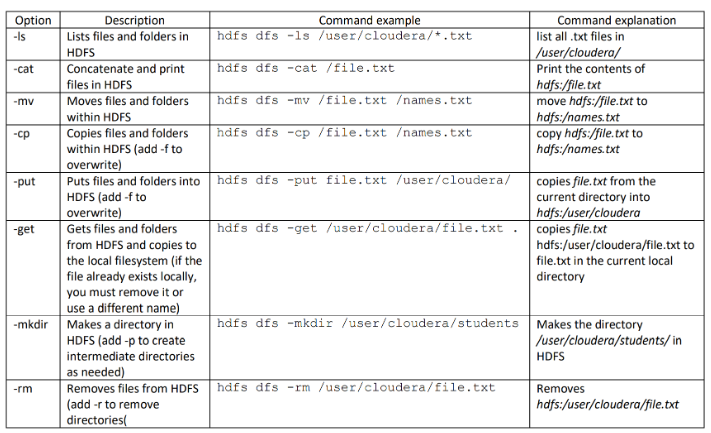 Option Description Command example Command explanation
-ls Lists files and folders in HDFS hdfs dfs -ls /user/cloudera/*.txt list all .txt files in /user/cloudera/
-cat Concatenate and print files in HDFS hdfs dfs -cat /file.txt Print the contents of hdfs:/file.txt
-mv Moves files and folders within HDFS hdfs dfs -mv /file.txt /names.txt move hdfs:/file.txt to hdfs:/names.txt
-cp Copies files and folders within HDFS (add -f to overwrite) hdfs dfs -cp /file.txt /names.txt copy hdfs:/file.txt to hdfs:/names.txt
-put Puts files and folders into HDFS (add -f to overwrite) hdfs dfs -put file.txt /user/cloudera/ copies file.txt from the current directory into hdfs:/user/cloudera
-get Gets files and folders from HDFS and copies to the local filesystem (if the file already exists locally, you must remove it or use a different name) hdfs dfs -get /user/cloudera/file.txt . copies file.txt hdfs:/user/cloudera/file.txt to file.txt in the current local directory
-mkdir Makes a directory in HDFS (add -p to create intermediate directories as needed) hdfs dfs -mkdir /user/cloudera/students Makes the directory /user/cloudera/students/ in HDFS
-rm Removes files from HDFS (add -r to remove directories( hdfs dfs -rm /user/cloudera/file.txt Removes hdfs:/user/cloudera/file.txt